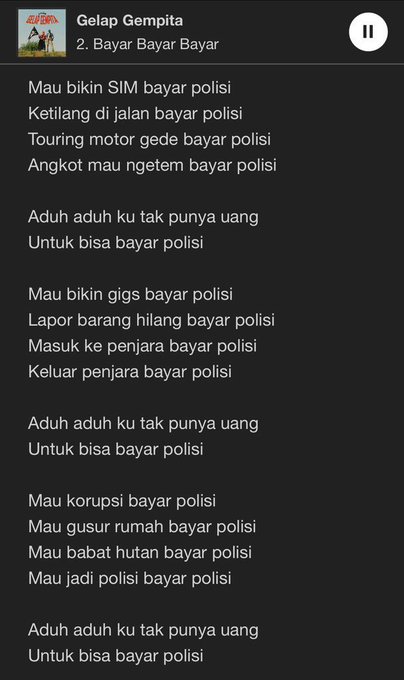 GELAP GEMPITA
Gelap Gempita
2. Bayar Bayar Bayar
Mau bikin SIM bayar polisi
Ketilang di jalan bayar polisi
Touring motor gede bayar polisi
Angkot mau ngetem bayar polisi
Aduh aduh ku tak punya uang
Untuk bisa bayar polisi
Mau bikin gigs bayar polisi
Lapor barang hilang bayar polisi
Masuk ke penjara bayar polisi
Keluar penjara bayar polisi
Aduh aduh ku tak punya uang
Untuk bisa bayar polisi
Mau korupsi bayar polisi
Mau gusur rumah bayar polisi
Mau babat hutan bayar polisi
Mau jadi polisi bayar polisi
Aduh aduh ku tak punya uang
Untuk bisa bayar polisi